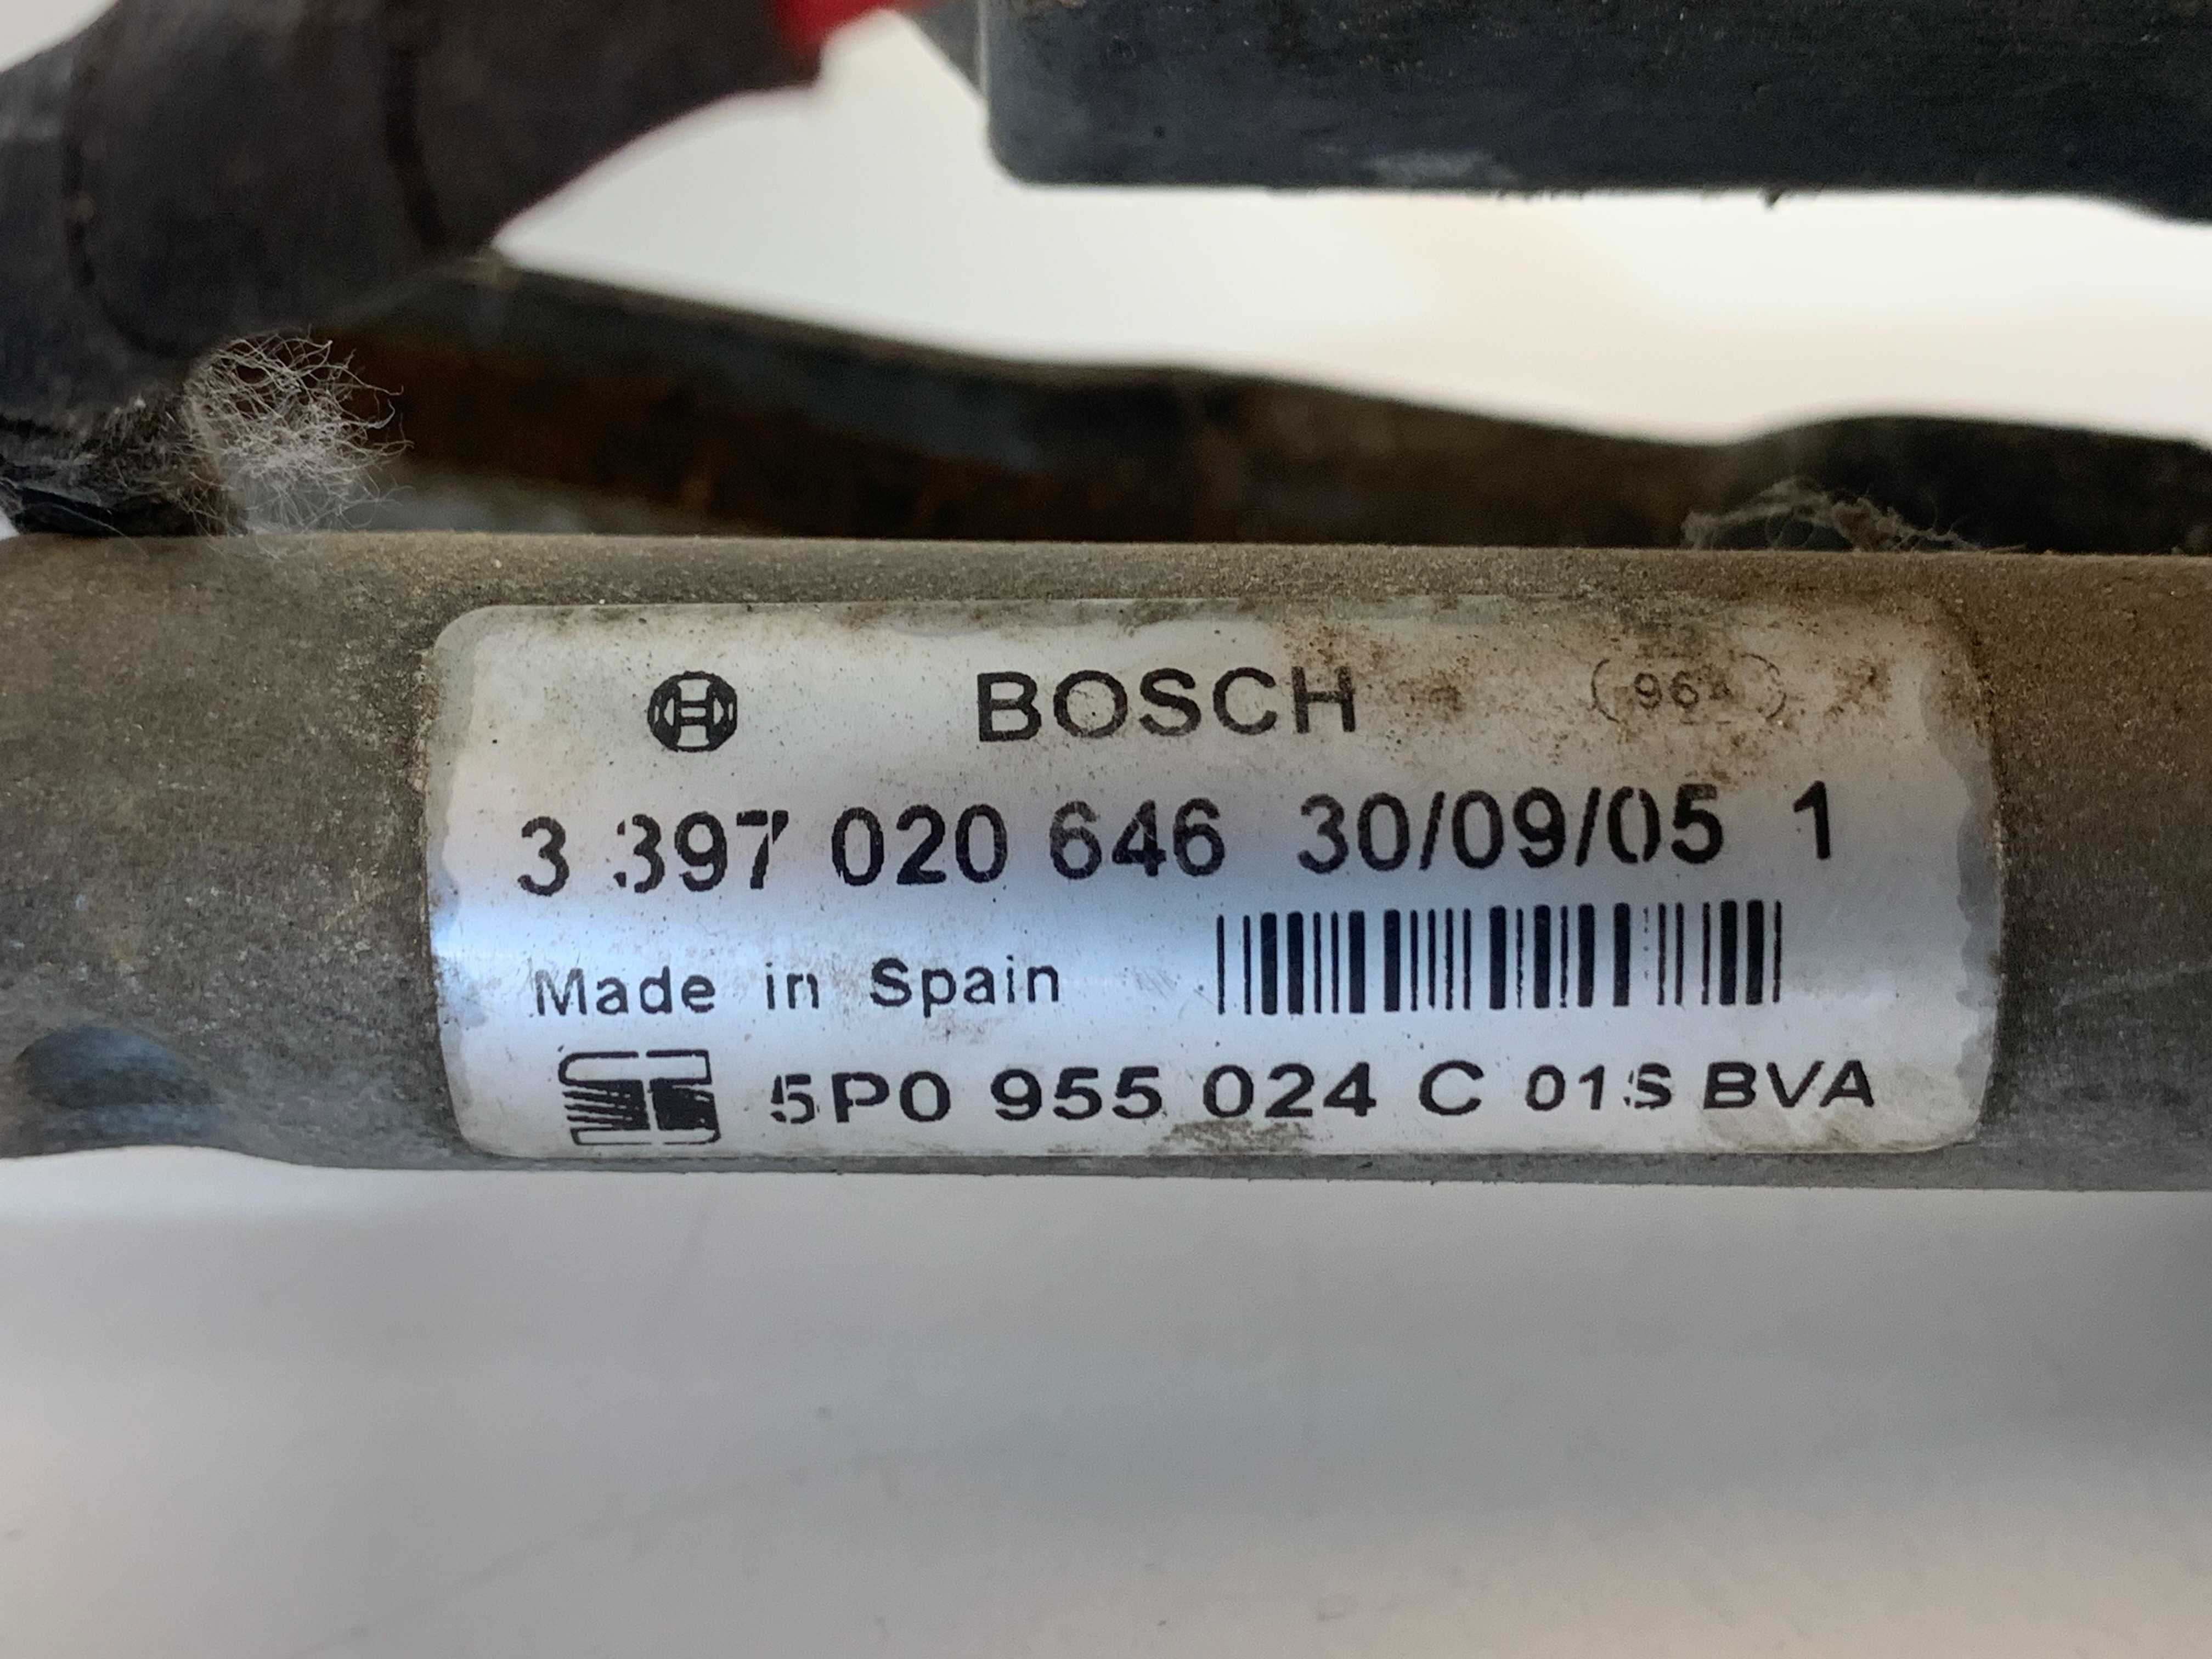 BOSCH
3 397 020 646 30/09/05 1
Made in Spain
5P0 955 024 C 01S BVA